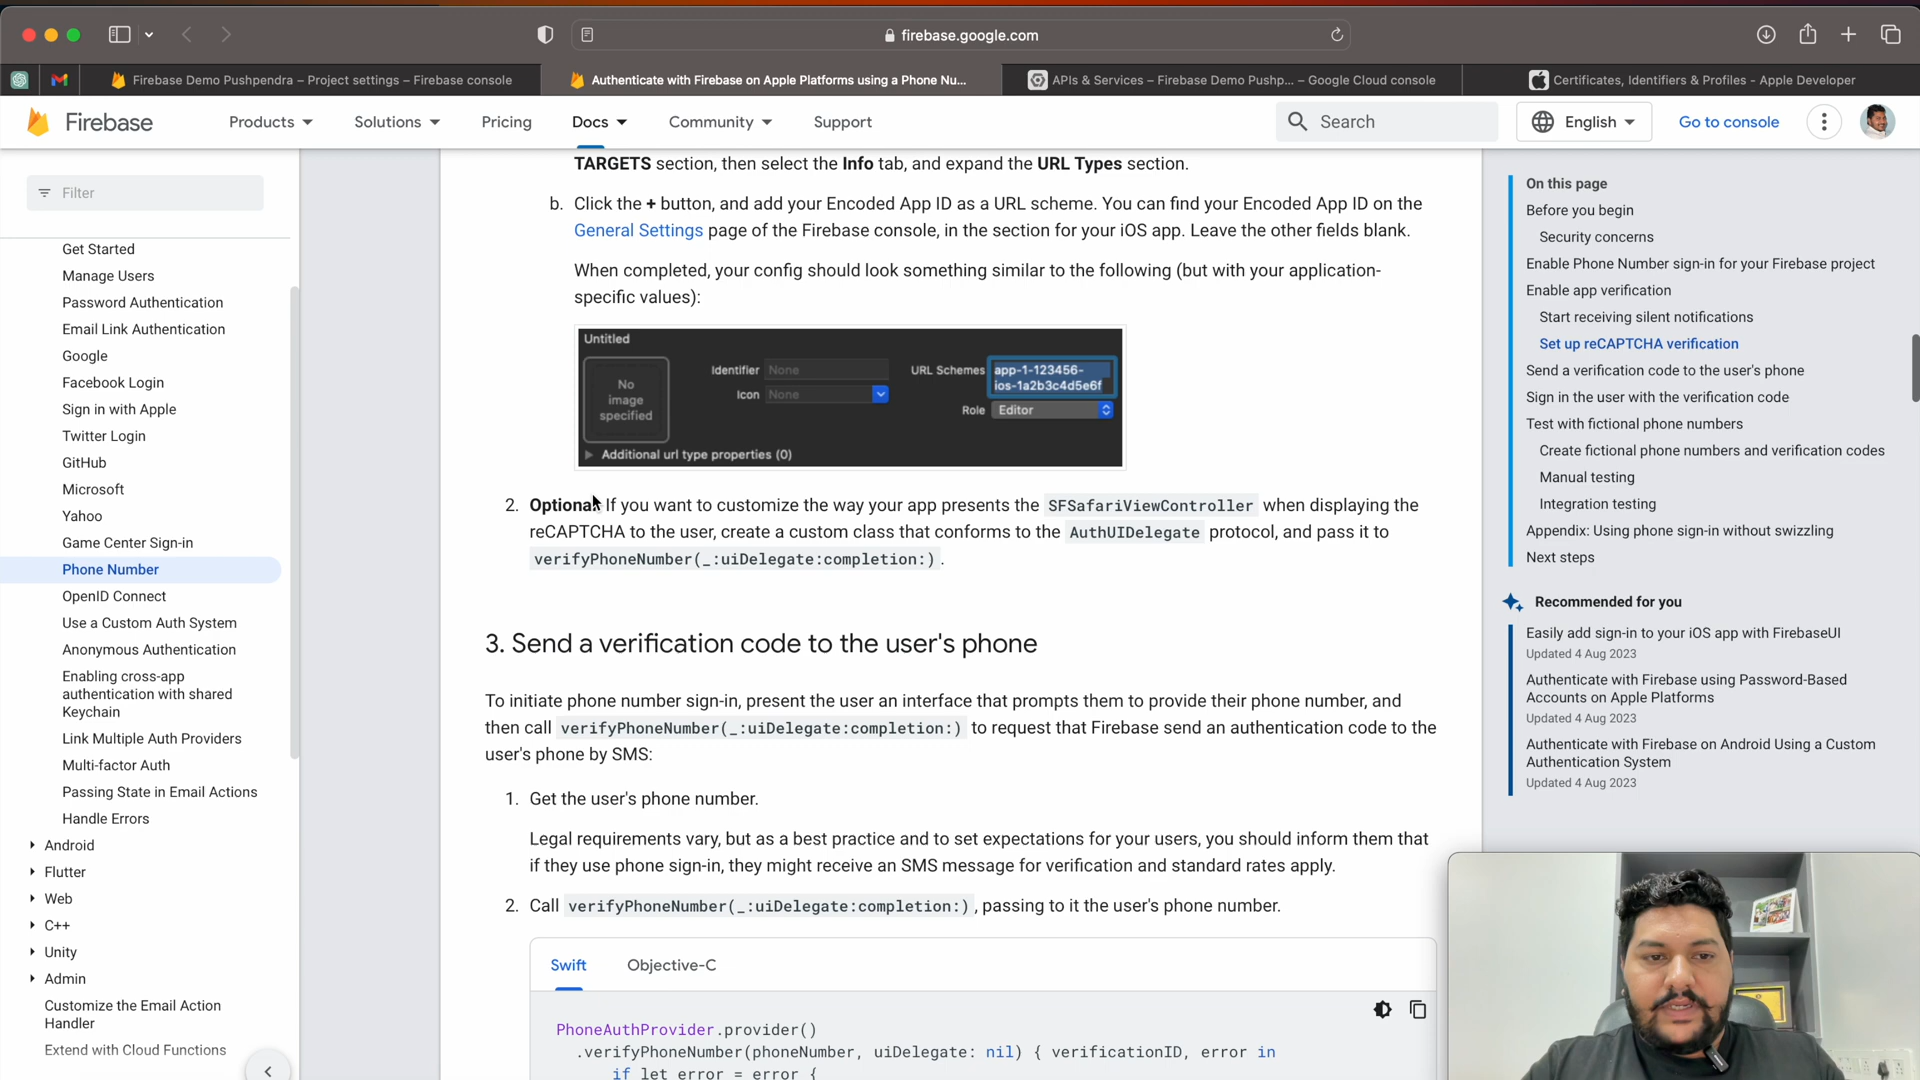 firebase.google.com
Firebase Demo Pushpendra – Project settings – Firebase console
Authenticate with Firebase on Apple Platforms using a Phone Nu...
APIs & Services – Firebase Demo Pushp... – Google Cloud console
Certificates, Identifiers & Profiles - Apple Developer
Firebase
Products
Solutions
Pricing
Docs
Community
Support
Search
English
Go to console
Filter
Get Started
Manage Users
Password Authentication
Email Link Authentication
Google
Facebook Login
Sign in with Apple
Twitter Login
GitHub
Microsoft
Yahoo
Game Center Sign-in
Phone Number
OpenID Connect
Use a Custom Auth System
Anonymous Authentication
Enabling cross-app
authentication with shared
Keychain
Link Multiple Auth Providers
Multi-factor Auth
Passing State in Email Actions
Handle Errors
Android
Flutter
Web
C++
Unity
Admin
Customize the Email Action
Handler
Extend with Cloud Functions
TARGETS section, then select the Info tab, and expand the URL Types section.
b. Click the + button, and add your Encoded App ID as a URL scheme. You can find your Encoded App ID on the
General Settings page of the Firebase console, in the section for your iOS app. Leave the other fields blank.
When completed, your config should look something similar to the following (but with your application-
specific values):
Untitled
No
image
specified
Identifier None
Icon None
URL Schemes app-1-123456-
ios-1a2b3c4d5e6f
Role Editor
Additional url type properties (0)
2. Optional: If you want to customize the way your app presents the SFSafariViewController when displaying the
reCAPTCHA to the user, create a custom class that conforms to the AuthUIDelegate protocol, and pass it to
verifyPhoneNumber(_:uiDelegate:completion:).
3. Send a verification code to the user's phone
To initiate phone number sign-in, present the user an interface that prompts them to provide their phone number, and
then call verifyPhoneNumber(_:uiDelegate:completion:) to request that Firebase send an authentication code to the
user's phone by SMS:
1. Get the user's phone number.
Legal requirements vary, but as a best practice and to set expectations for your users, you should inform them that
if they use phone sign-in, they might receive an SMS message for verification and standard rates apply.
2. Call verifyPhoneNumber(_:uiDelegate:completion:), passing to it the user's phone number.
Swift
Objective-C
PhoneAuthProvider.provider()
.verifyPhoneNumber(phoneNumber, uiDelegate: nil) { verificationID, error in
if let error = error {
On this page
Before you begin
Security concerns
Enable Phone Number sign-in for your Firebase project
Enable app verification
Start receiving silent notifications
Set up reCAPTCHA verification
Send a verification code to the user's phone
Sign in the user with the verification code
Test with fictional phone numbers
Create fictional phone numbers and verification codes
Manual testing
Integration testing
Appendix: Using phone sign-in without swizzling
Next steps
Recommended for you
Easily add sign-in to your iOS app with FirebaseUI
Updated 4 Aug 2023
Authenticate with Firebase using Password-Based
Accounts on Apple Platforms
Updated 4 Aug 2023
Authenticate with Firebase on Android Using a Custom
Authentication System
Updated 4 Aug 2023